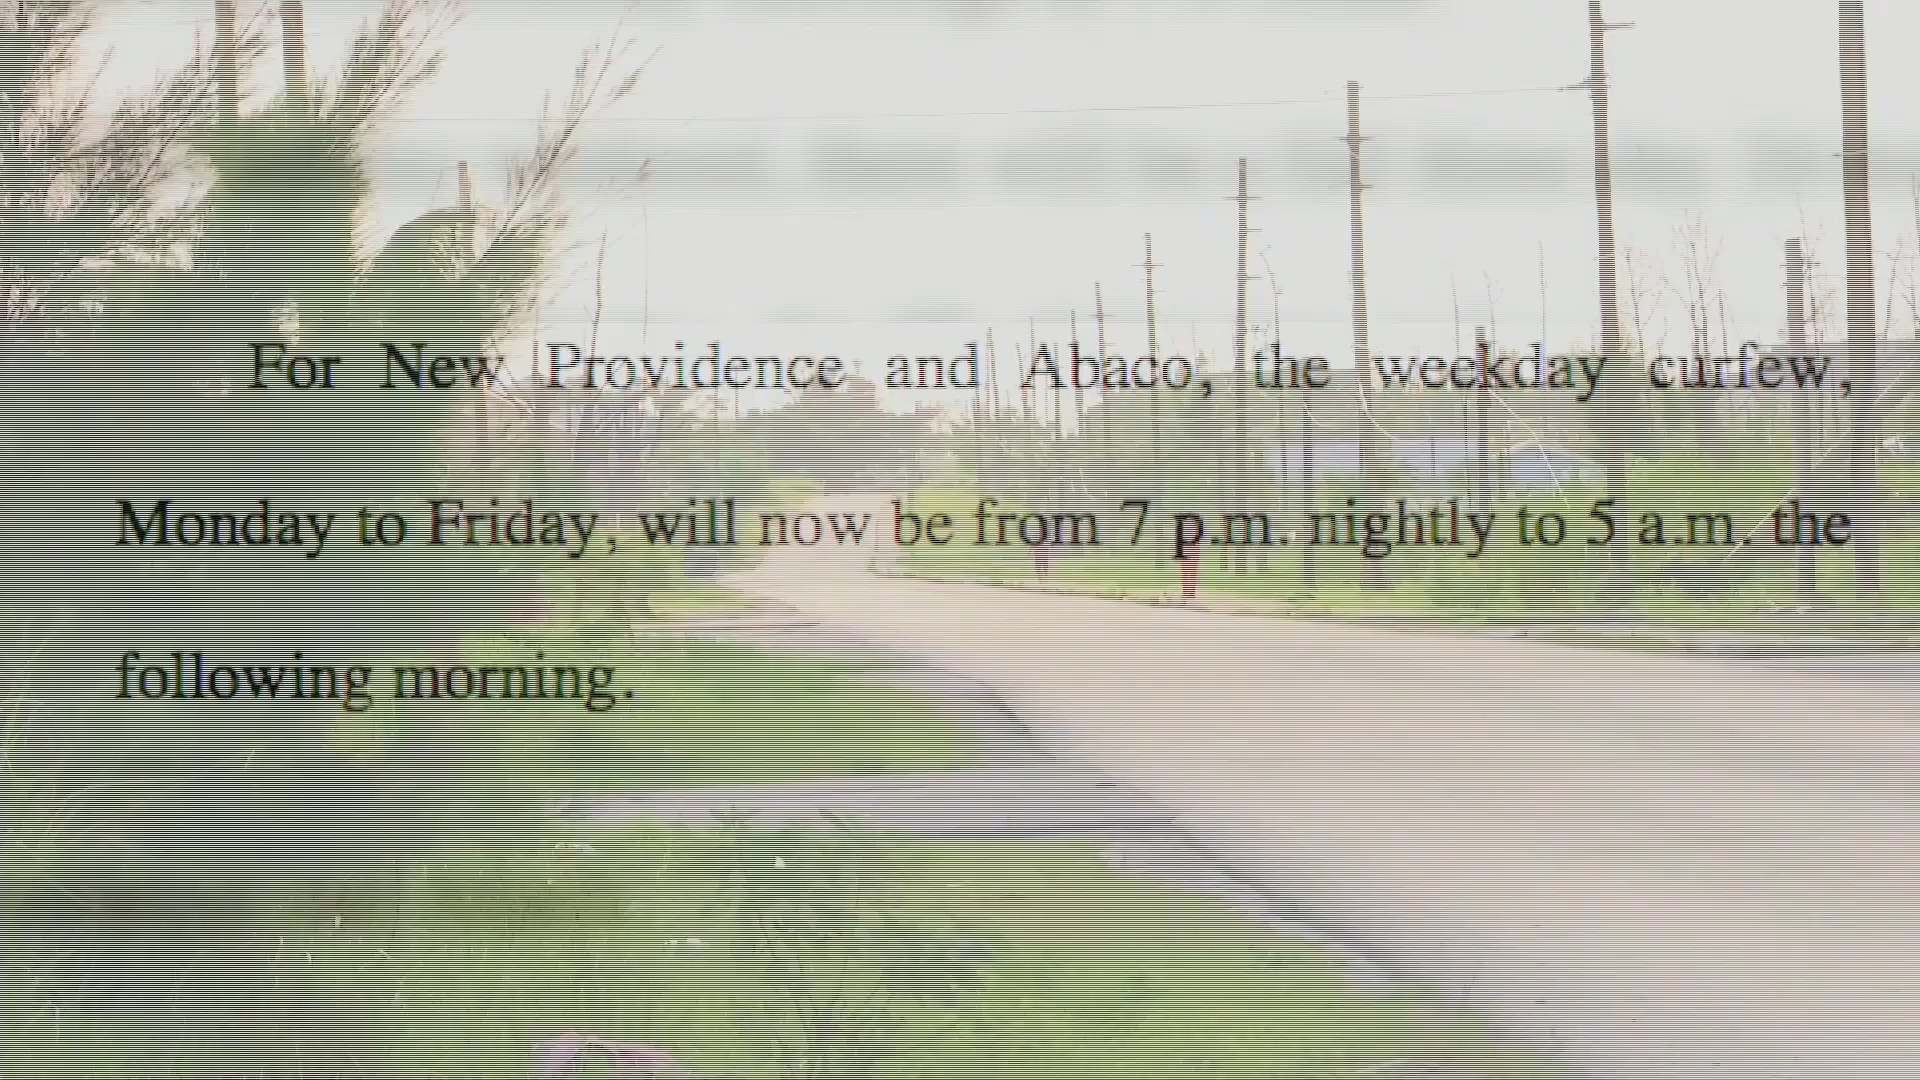 For New Providence and Abaco, the weekday curfew,
Monday to Friday, will now be from 7 p.m. nightly to 5 a.m. the
following morning.